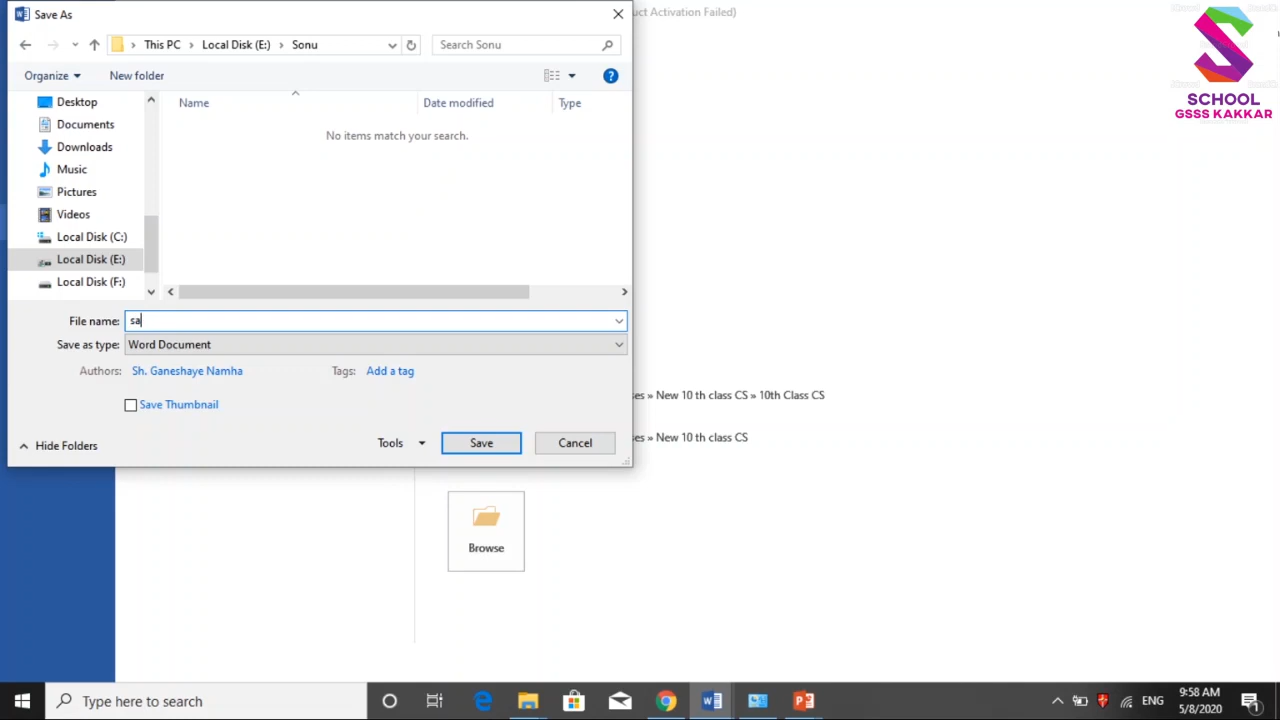 Save As
uct Activation Failed)
This PC > Local Disk (E:) > Sonu
Search Sonu
Organize
New folder
Name
Date modified
Type
No items match your search.
Desktop
Documents
Downloads
Music
Pictures
Videos
Local Disk (C:)
Local Disk (E:)
Local Disk (F:)
File name: sa
Save as type: Word Document
Authors: Sh. Ganeshaye Namha
Tags: Add a tag
Save Thumbnail
Hide Folders
Tools
Save
Cancel
es » New 10 th class CS » 10th Class CS
es » New 10 th class CS
Browse
SCHOOL
GSSS KAKKAR
Type here to search
ENG
9:58 AM
5/8/2020
1